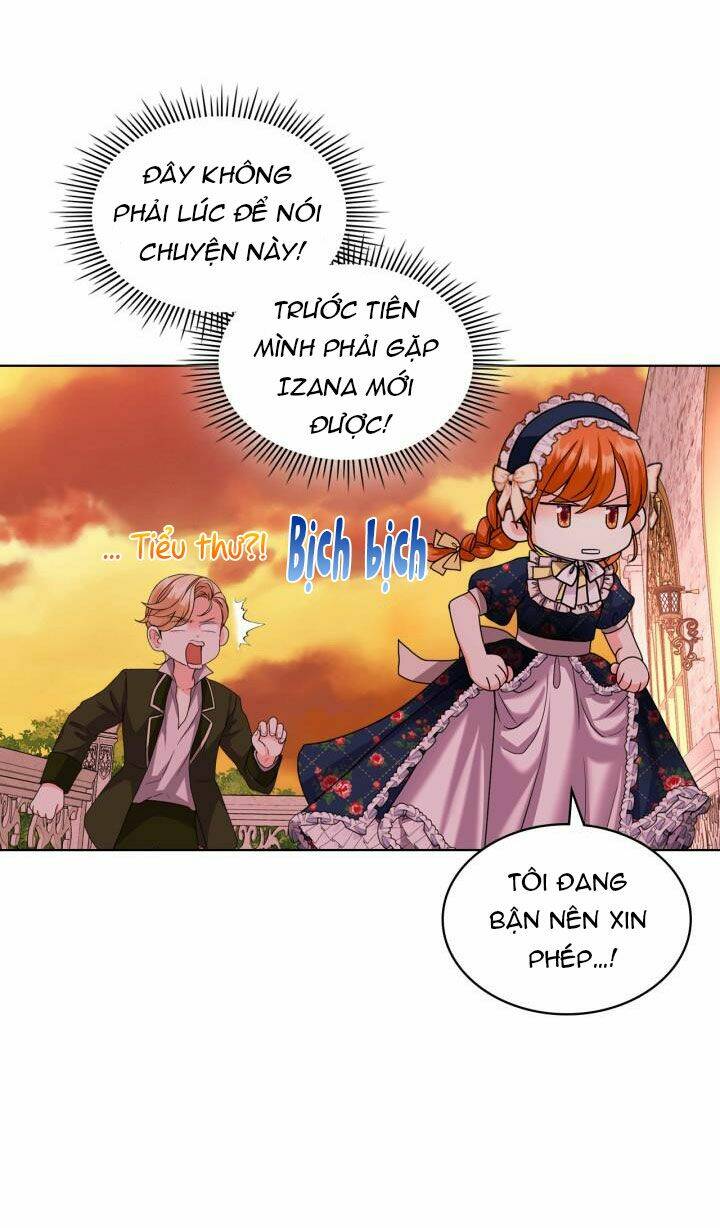 ĐÂY KHÔNG
PHẢI LÚC ĐỂ NÓI
CHUYỆN NÀY!
TRƯỚC TIÊN
MÌNH PHẢI GẶP
IZANA MỚI
ĐƯỢC!
... Tiểu thư?!
Bịch bịch
TÔI ĐANG
BẬN NÊN XIN
PHÉP...!